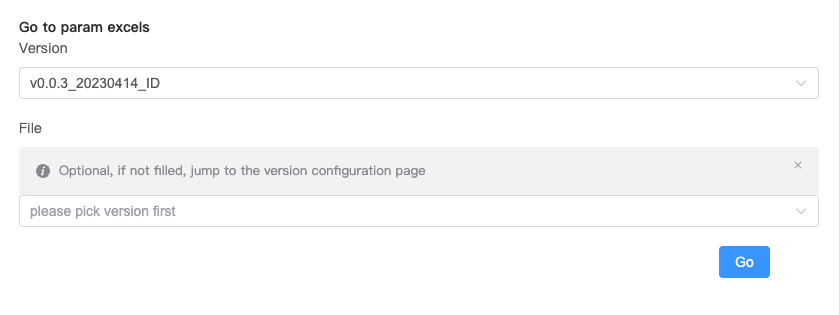 Go to param excels
Version
v0.0.3_20230414_ID
File
Optional, if not filled, jump to the version configuration page
please pick version first
Go